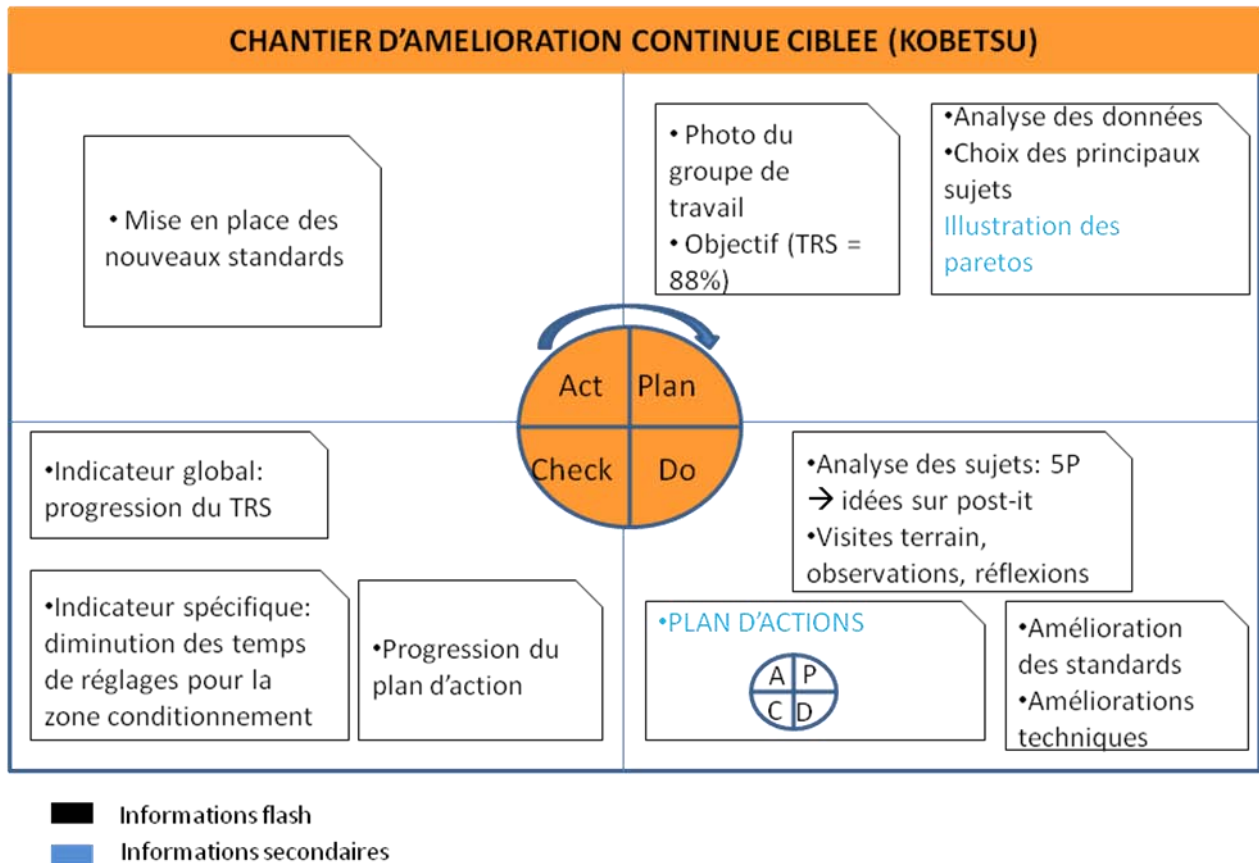 CHANTIER D'AMELIORATION CONTINUE CIBLEE (KOBETSU)
• Mise en place des
nouveaux standards
• Photo du
groupe de
travail
• Objectif (TRS =
88%)
•Analyse des données
•Choix des principaux
sujets
Illustration des
paretos
Act
Plan
Check
Do
•Indicateur global:
progression du TRS
•Indicateur spécifique:
diminution des temps
de réglages pour la
zone conditionnement
•Progression du
plan d'action
•Analyse des sujets: 5P
→ idées sur post-it
•Visites terrain,
observations, réflexions
•PLAN D'ACTIONS
A P
C D
•Amélioration
des standards
•Améliorations
techniques
Informations flash
Informations secondaires